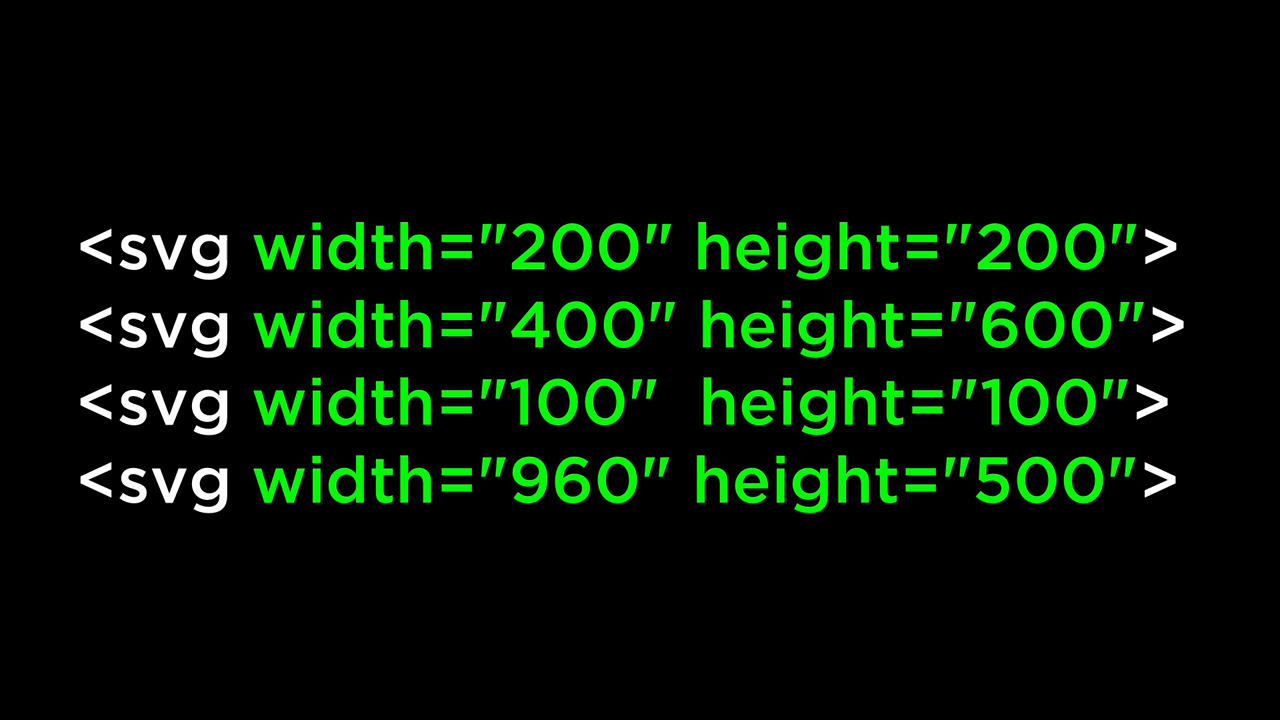 <svg width="200" height="200">
<svg width="400" height="600">
<svg width="100"  height="100">
<svg width="960" height="500">